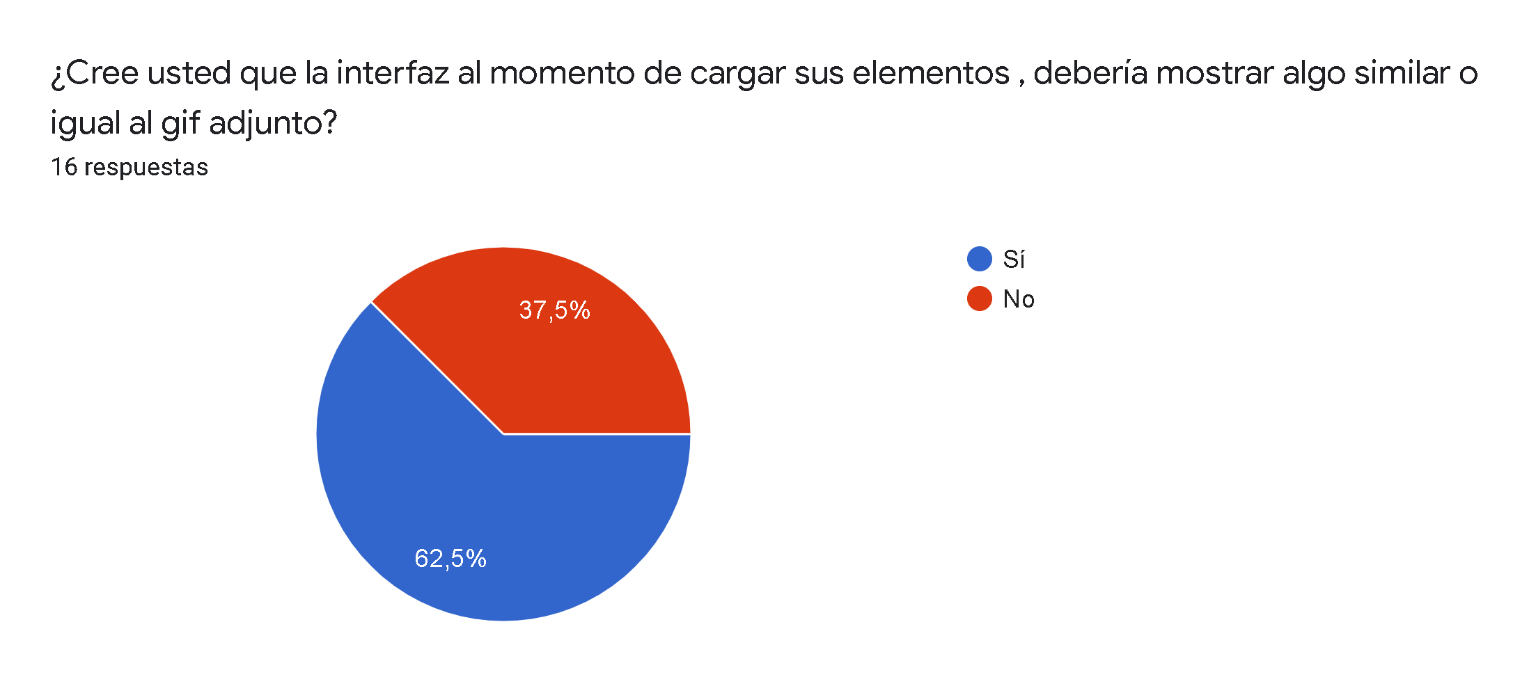 ¿Cree usted que la interfaz al momento de cargar sus elementos , debería mostrar algo similar o
igual al gif adjunto?
16 respuestas
Sí
No
37,5%
62,5%